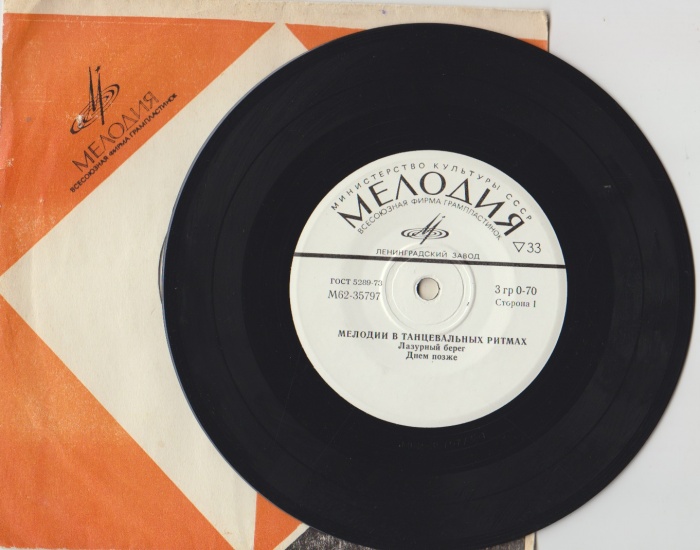 МЕЛОДИЯ
ВСЕСОЮЗНАЯ ФИРМА ГРАМПЛАСТИНОК
МИНИСТЕРСТВО КУЛЬТУРЫ СССР
МЕЛОДИЯ
ВСЕСОЮЗНАЯ ФИРМА ГРАМПЛАСТИНОК
▽33
ЛЕНИНГРАДСКИЙ ЗАВОД
ГОСТ 5289-73
М62-35797
3 гр 0-70
Сторона I
МЕЛОДИИ В ТАНЦЕВАЛЬНЫХ РИТМАХ
Лазурный берег
Днем позже